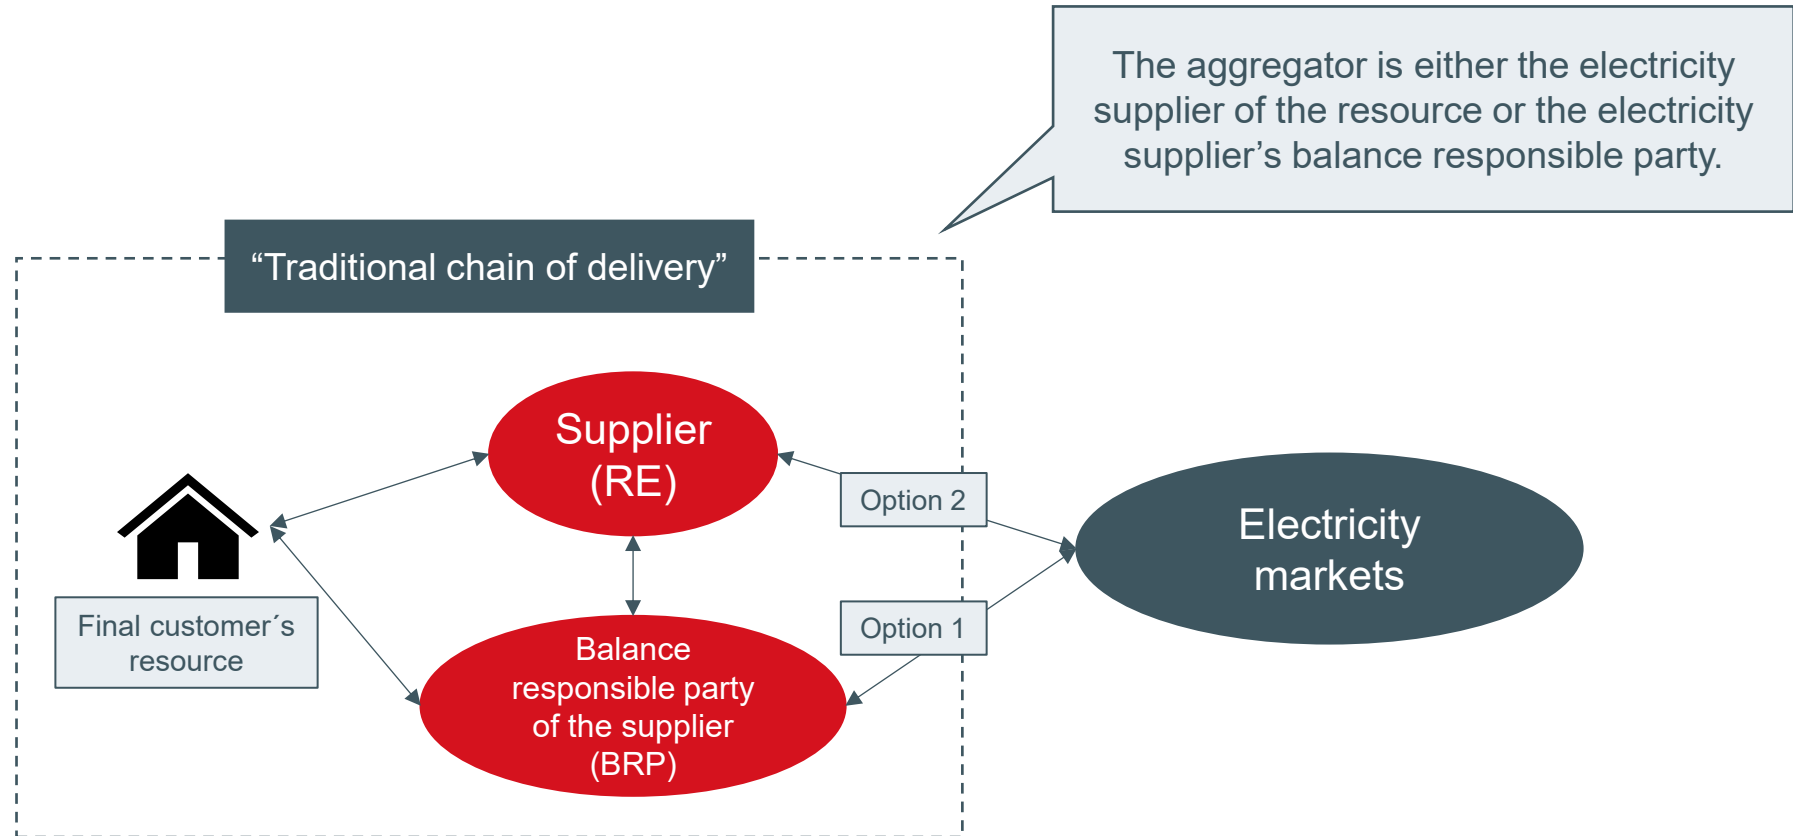 The aggregator is either the electricity
supplier of the resource or the electricity
supplier’s balance responsible party.
“Traditional chain of delivery”
Supplier
(RE)
Option 2
Electricity
markets
Final customer´s
resource
Option 1
Balance
responsible party
of the supplier
(BRP)